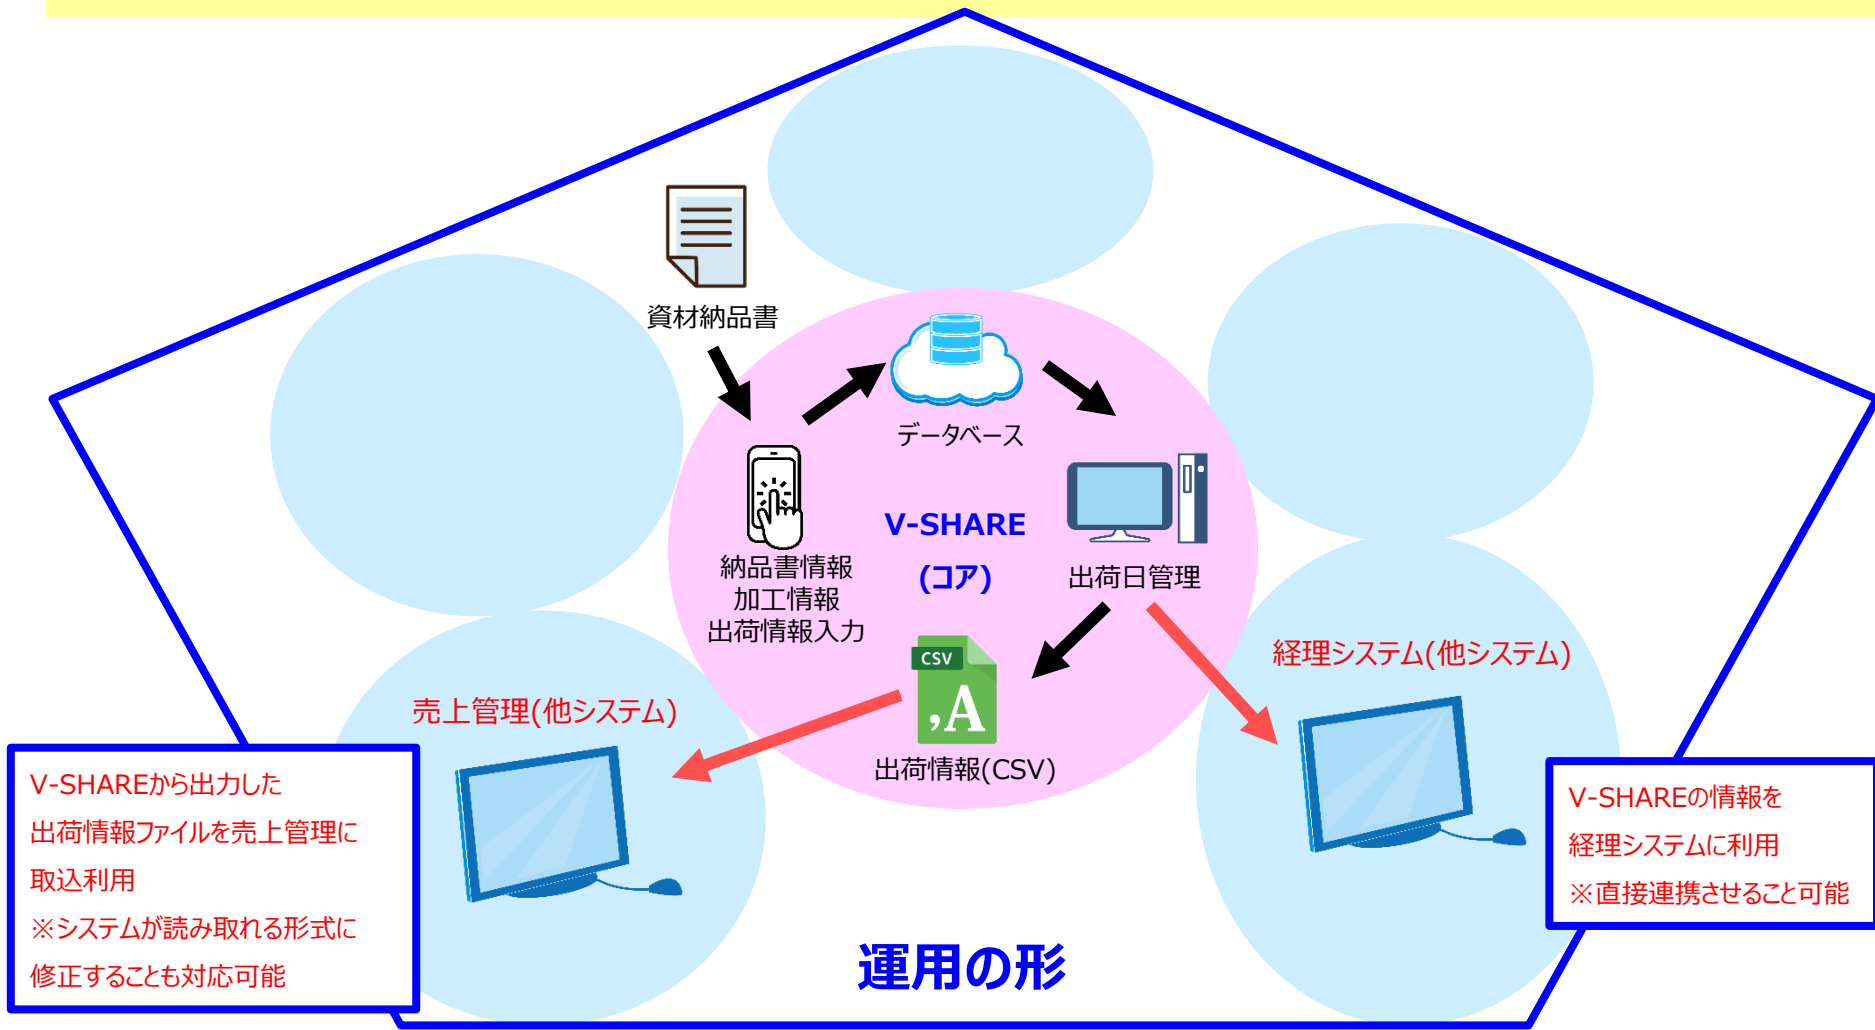 資材納品書
データベース
V-SHARE
(コア)
納品書情報
加工情報
出荷情報入力
出荷日管理
CSV
,A
出荷情報(CSV)
売上管理(他システム)
経理システム(他システム)
V-SHAREから出力した
出荷情報ファイルを売上管理に
取込利用
※システムが読み取れる形式に
修正することも対応可能
V-SHAREの情報を
経理システムに利用
※直接連携させること可能
運用の形